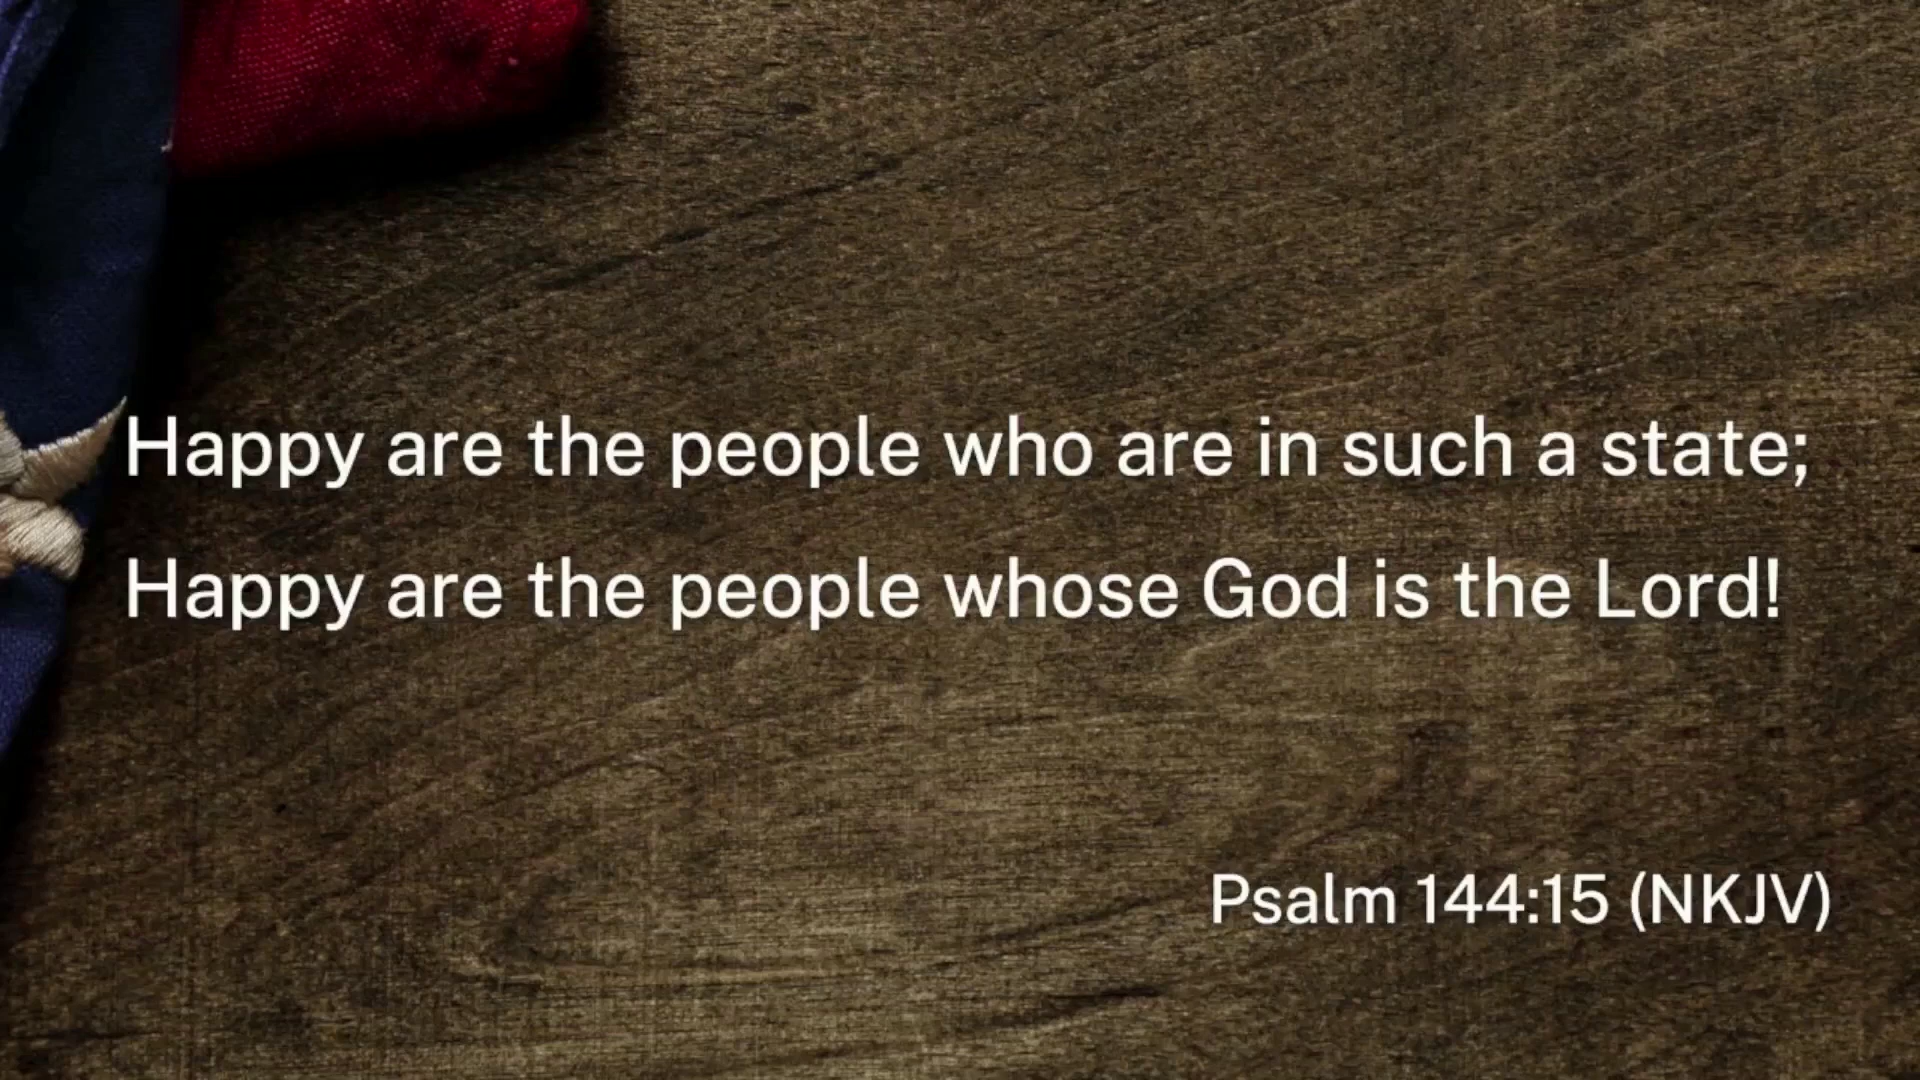 Happy are the people who are in such a state;
Happy are the people whose God is the Lord!
Psalm 144:15 (NKJV)